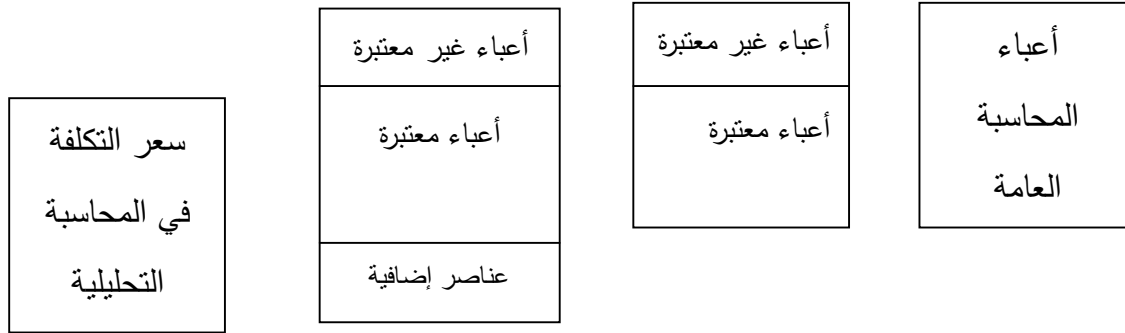 أعباء
المحاسبة
العامة
أعباء غير معتبرة
أعباء معتبرة
أعباء غير معتبرة
أعباء معتبرة
عناصر إضافية
سعر التكلفة
في المحاسبة
التحليلية